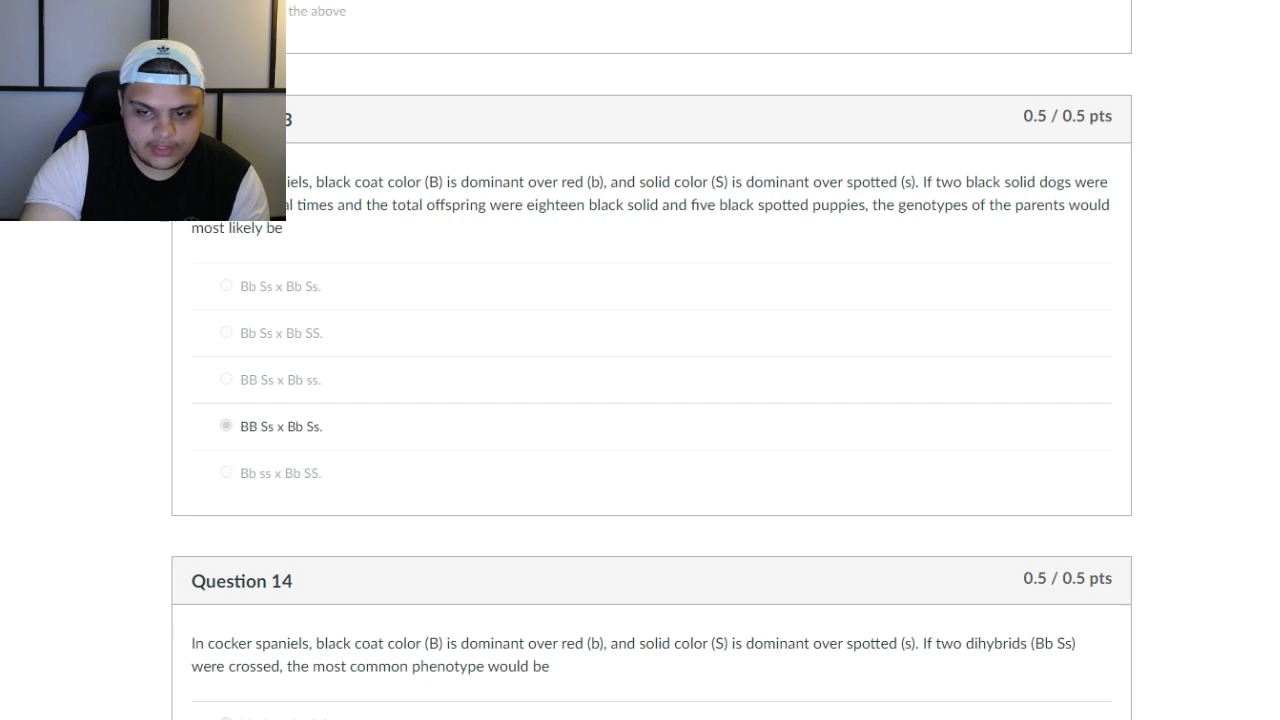 the above
3
0.5 / 0.5 pts
iels, black coat color (B) is dominant over red (b), and solid color (S) is dominant over spotted (s). If two black solid dogs were
l times and the total offspring were eighteen black solid and five black spotted puppies, the genotypes of the parents would
most likely be
Bb Ss x Bb Ss.
Bb Ss x Bb SS.
BB Ss x Bb ss.
BB Ss x Bb Ss.
Bb ss x Bb SS.
Question 14
0.5 / 0.5 pts
In cocker spaniels, black coat color (B) is dominant over red (b), and solid color (S) is dominant over spotted (s). If two dihybrids (Bb Ss)
were crossed, the most common phenotype would be